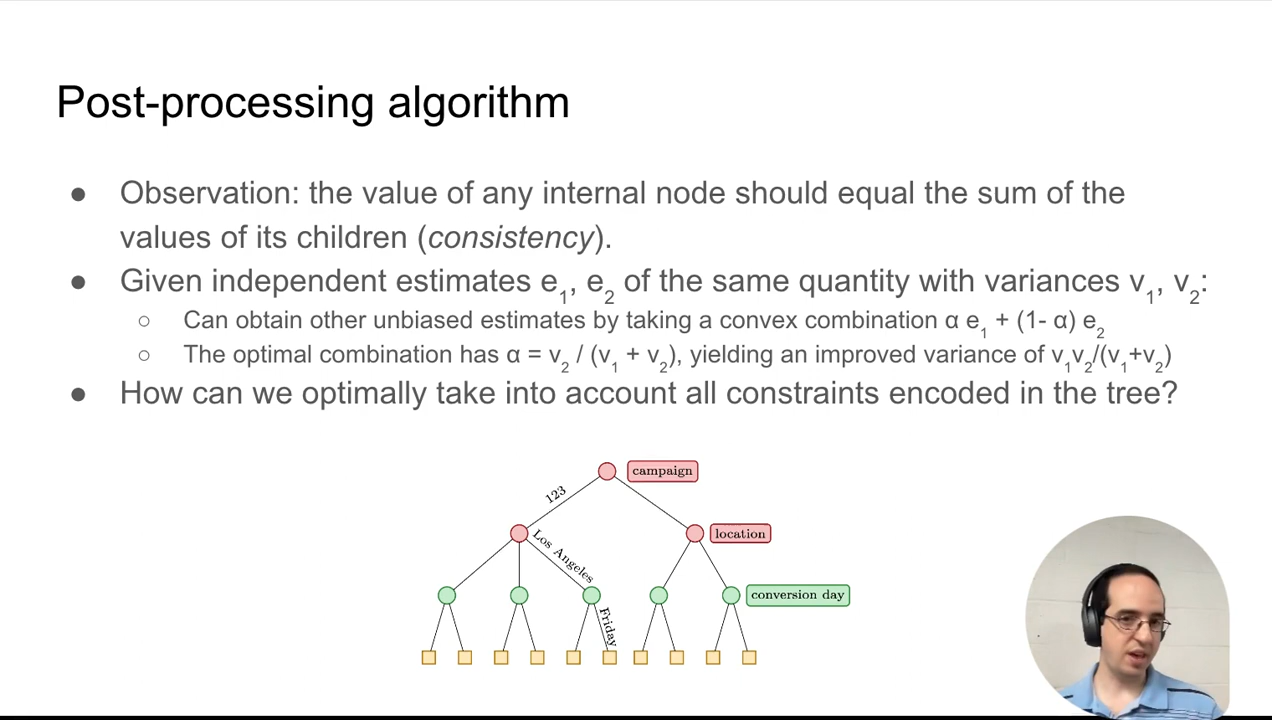 Post-processing algorithm
● Observation: the value of any internal node should equal the sum of the
values of its children (consistency).
● Given independent estimates e₁, e₂ of the same quantity with variances v₁, v₂:
○ Can obtain other unbiased estimates by taking a convex combination α e₁ + (1- α) e₂
○ The optimal combination has α = v₂ / (v₁ + v₂), yielding an improved variance of v₁v₂/(v₁+v₂)
● How can we optimally take into account all constraints encoded in the tree?
campaign
123
location
Los Angeles
conversion day
Friday